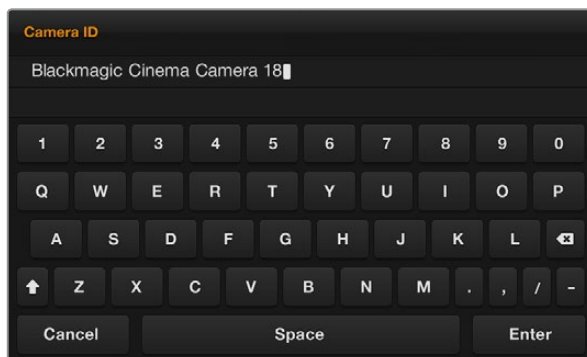 Camera ID
Blackmagic Cinema Camera 18
1 2 3 4 5 6 7 8 9 0
Q W E R T Y U I O P
A S D F G H J K L
Z X C V B N M . , / -
Cancel Space Enter